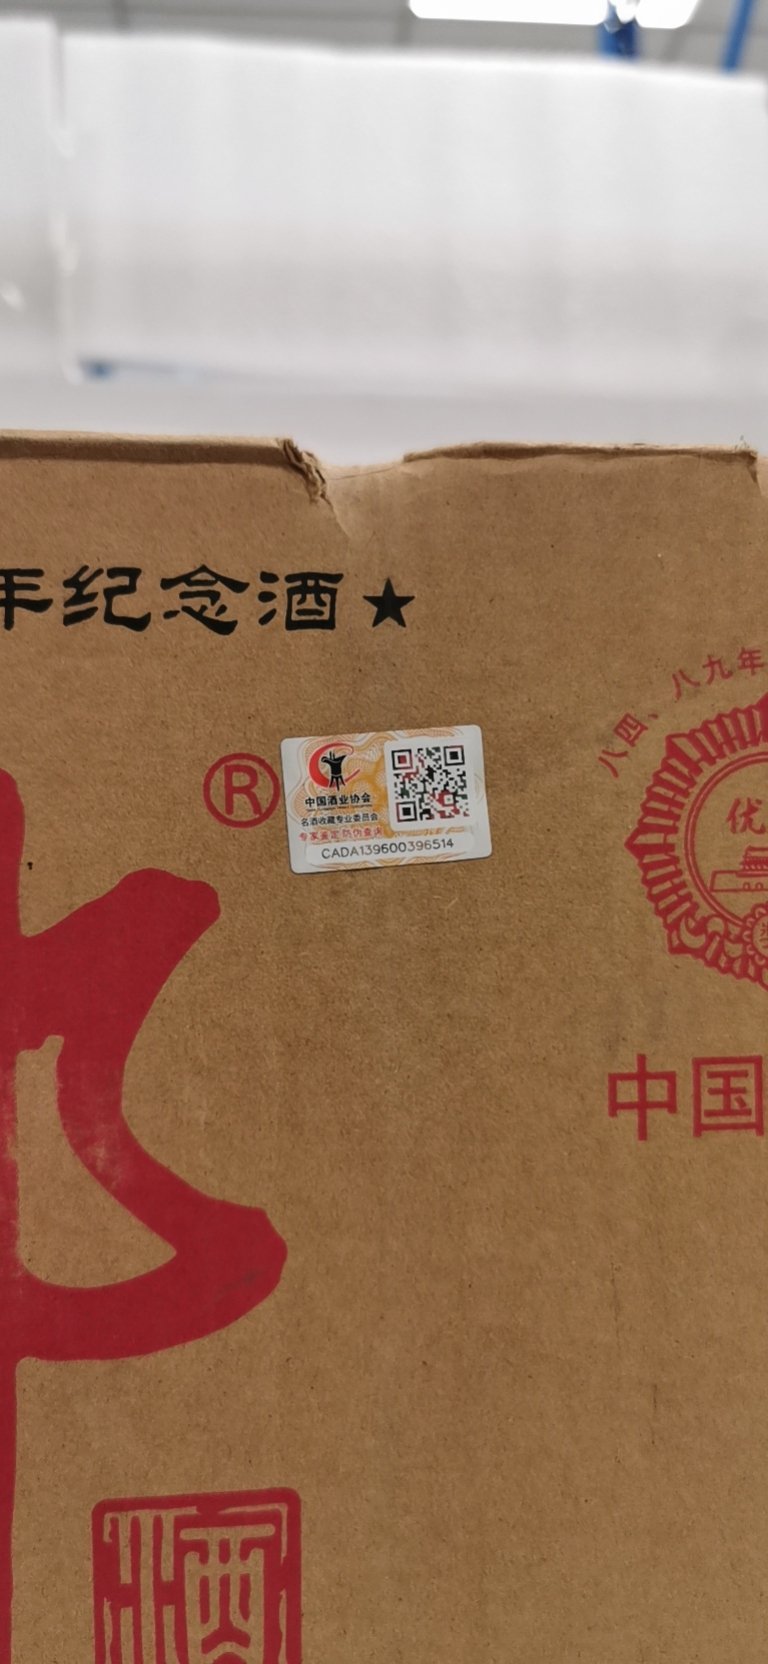 年纪念酒★
八四、八九年
®
中国酒业协会
名酒收藏专业委员会
专家鉴定 防伪查询
CADA139600396514
优
中国
酒